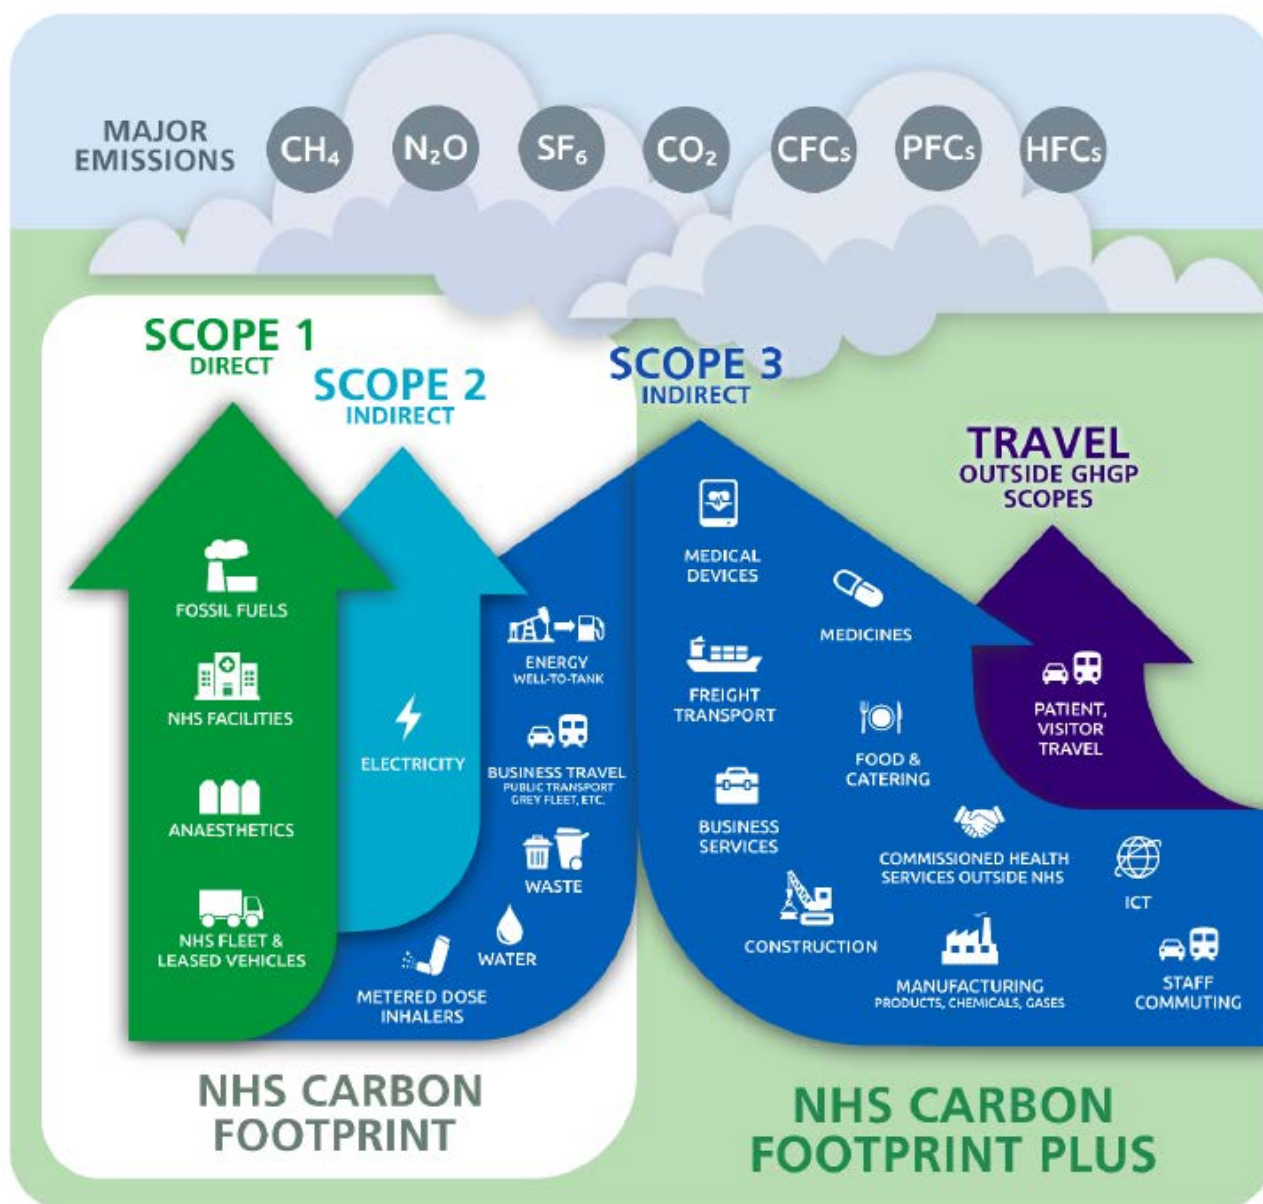 MAJOR
EMISSIONS
CH₄
N₂O
SF₆
CO₂
CFCs
PFCs
HFCs
SCOPE 1
DIRECT
FOSSIL FUELS
NHS FACILITIES
ANAESTHETICS
NHS FLEET &
LEASED VEHICLES
SCOPE 2
INDIRECT
ELECTRICITY
SCOPE 3
INDIRECT
ENERGY
WELL-TO-TANK
BUSINESS TRAVEL
PUBLIC TRANSPORT
GREY FLEET, ETC.
WASTE
WATER
METERED DOSE
INHALERS
MEDICAL
DEVICES
MEDICINES
FREIGHT
TRANSPORT
FOOD &
CATERING
BUSINESS
SERVICES
COMMISSIONED HEALTH
SERVICES OUTSIDE NHS
ICT
CONSTRUCTION
MANUFACTURING
PRODUCTS, CHEMICALS, GASES
STAFF
COMMUTING
TRAVEL
OUTSIDE GHGP
SCOPES
PATIENT,
VISITOR
TRAVEL
NHS CARBON
FOOTPRINT
NHS CARBON
FOOTPRINT PLUS